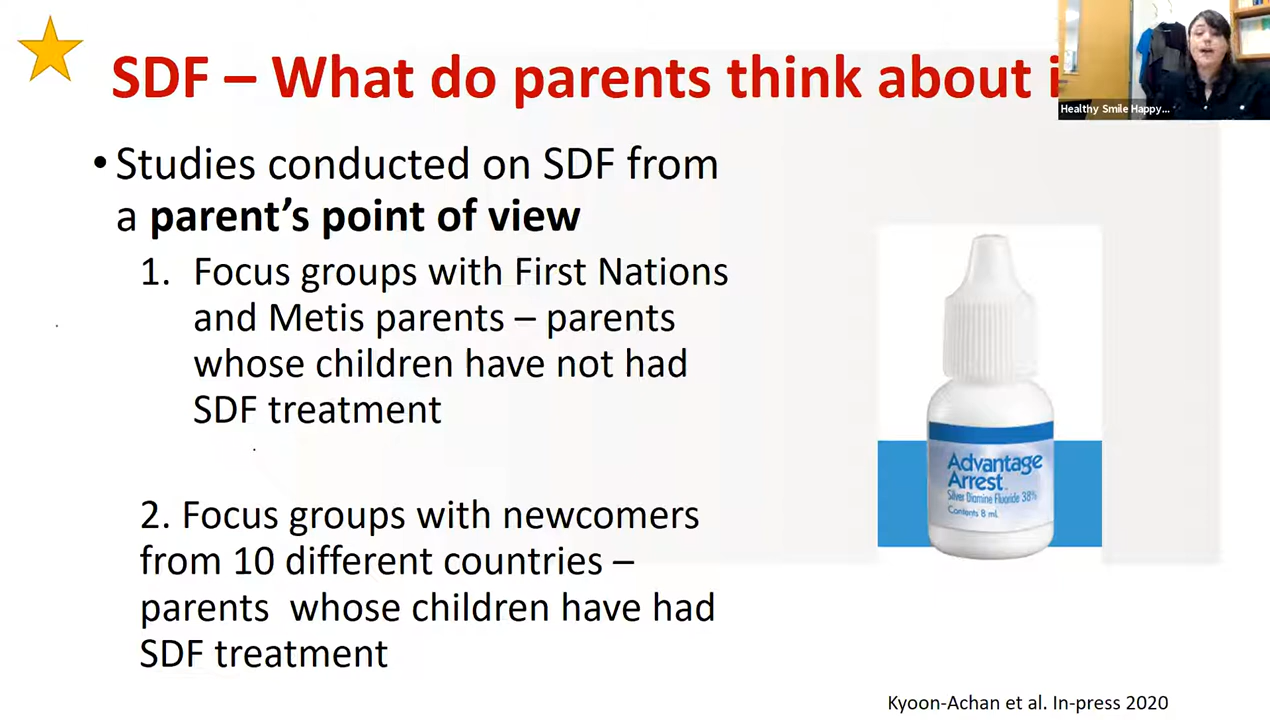 SDF – What do parents think about i
Healthy Smile Happy...
• Studies conducted on SDF from
a parent's point of view
1. Focus groups with First Nations
and Metis parents – parents
whose children have not had
SDF treatment
2. Focus groups with newcomers
from 10 different countries –
parents whose children have had
SDF treatment
Advantage
Arrest
Silver Diamine Fluoride 38%
Contents 8 mL
Kyoon-Achan et al. In-press 2020